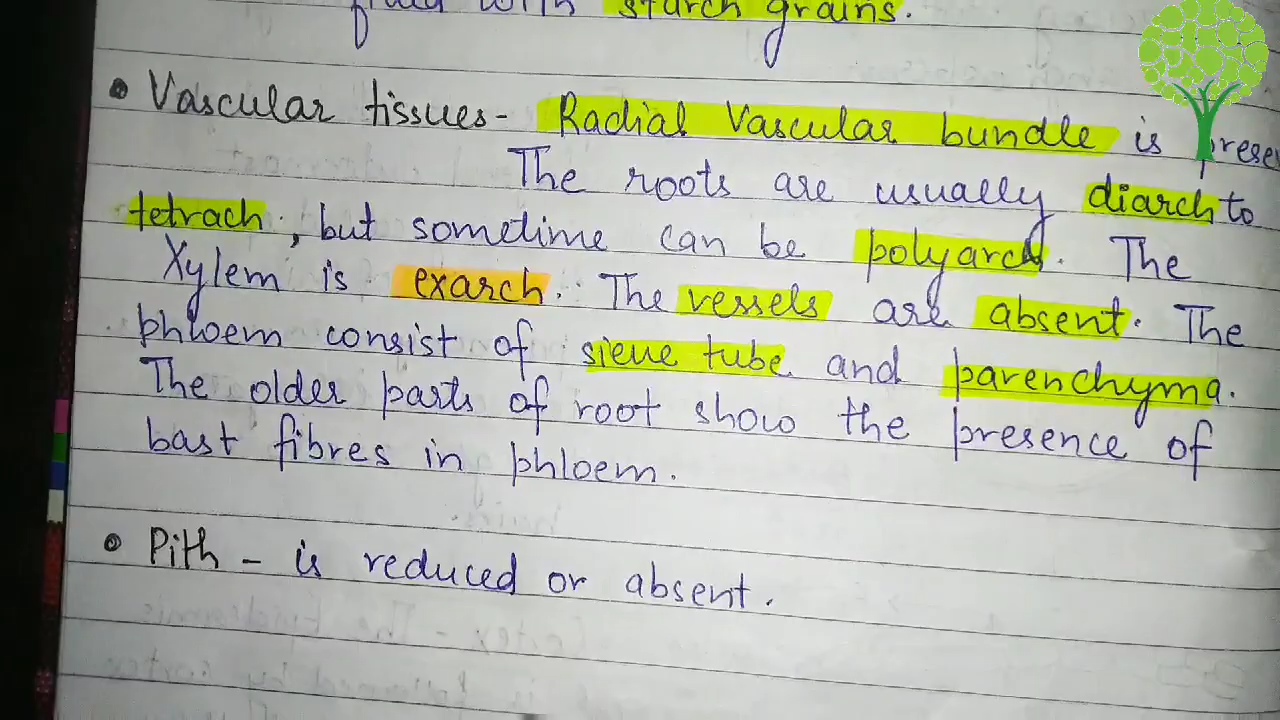 with starch grains.
• Vascular tissues - Radial Vascular bundle is
The roots are usually diarch to
tetrach, but sometime can be polyarch. The
Xylem is exarch. The vessels are absent. The
phloem consist of sieve tube and parenchyma.
The older parts of root show the presence of
bast fibres in phloem.
• Pith - is reduced or absent.